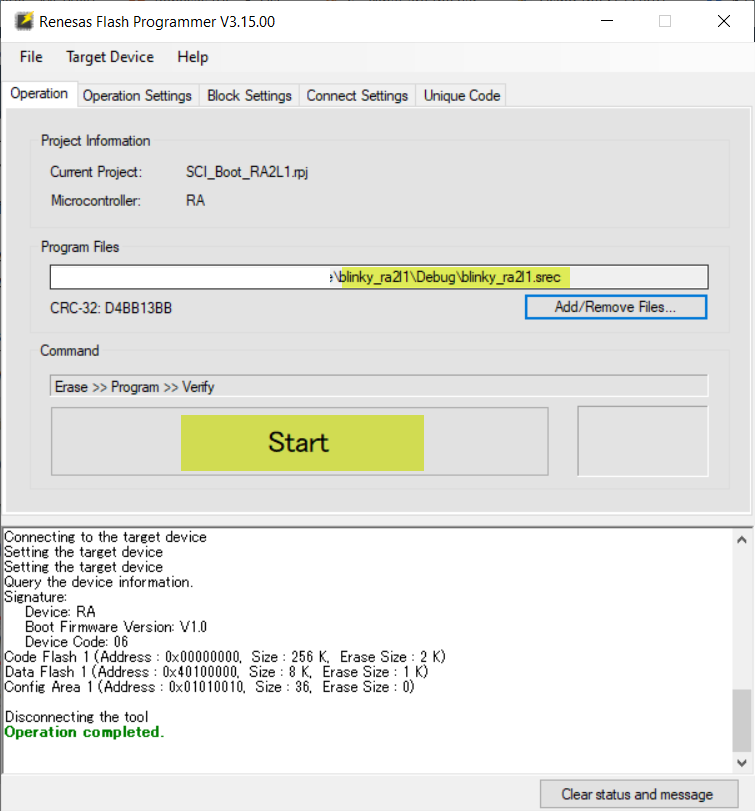 Renesas Flash Programmer V3.15.00
File Target Device Help
Operation Operation Settings Block Settings Connect Settings Unique Code
Project Information
Current Project: SCI_Boot_RA2L1.rpj
Microcontroller: RA
Program Files
\blinky_ra2l1\Debug\blinky_ra2l1.srec
CRC-32: D4BB13BB Add/Remove Files...
Command
Erase >> Program >> Verify
Start
Connecting to the target device
Setting the target device
Setting the target device
Query the device information.
Signature:
Device: RA
Boot Firmware Version: V1.0
Device Code: 06
Code Flash 1 (Address : 0x00000000, Size : 256 K, Erase Size : 2 K)
Data Flash 1 (Address : 0x40100000, Size : 8 K, Erase Size : 1 K)
Config Area 1 (Address : 0x01010010, Size : 36, Erase Size : 0)
Disconnecting the tool
Operation completed.
Clear status and message